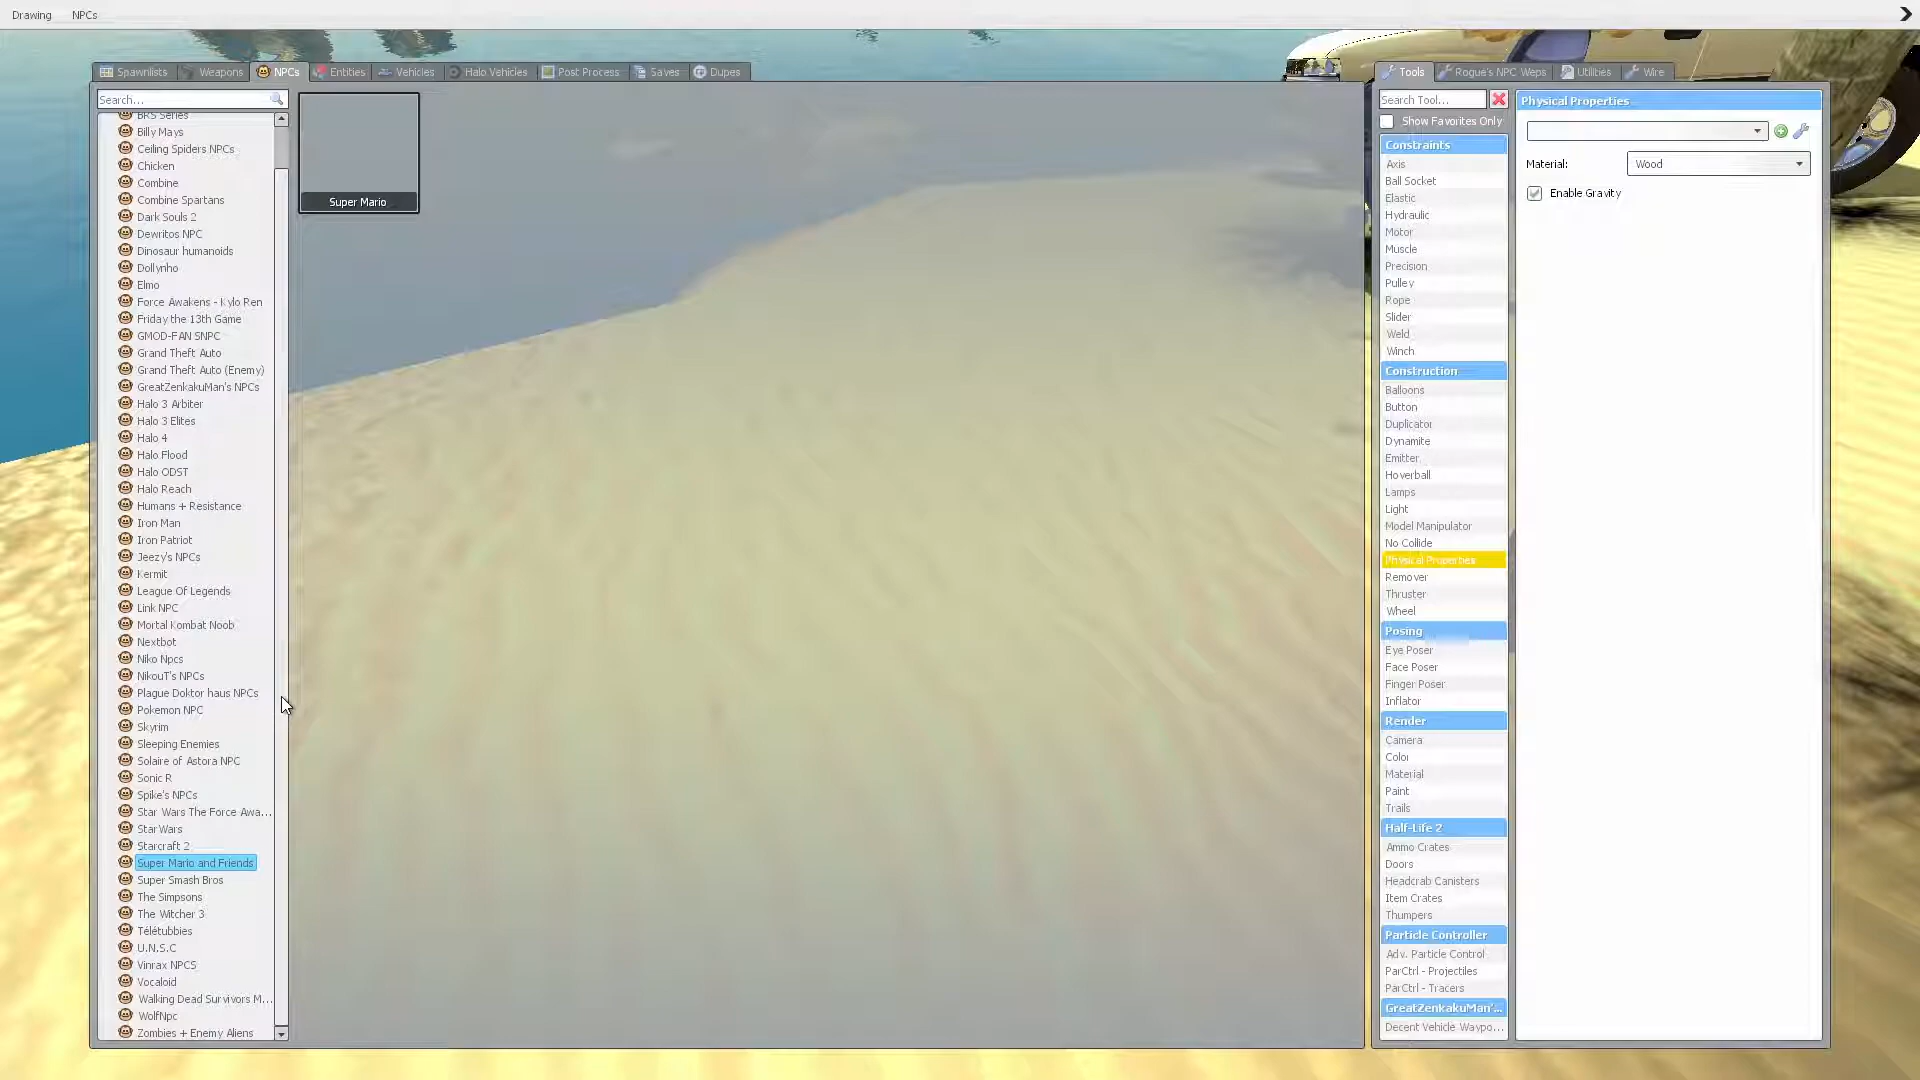 Drawing NPCs
Spawnlists Weapons NPCs Entities Vehicles Halo Vehicles Post Process Saves Dupes
Search...
BRS Series
Billy Mays
Ceiling Spiders NPCs
Chicken
Combine
Combine Spartans
Dark Souls 2
Dewritos NPC
Dinosaur humanoids
Dollynho
Elmo
Force Awakens - Kylo Ren
Friday the 13th Game
GMOD-FAN SNPC
Grand Theft Auto
Grand Theft Auto (Enemy)
GreatZenkakuMan's NPCs
Halo 3 Arbiter
Halo 3 Elites
Halo 4
Halo Flood
Halo ODST
Halo Reach
Humans + Resistance
Iron Man
Iron Patriot
Jeezy's NPCs
Kermit
League Of Legends
Link NPC
Mortal Kombat Noob
Nextbot
Niko Npcs
NikouT's NPCs
Plague Doktor haus NPCs
Pokemon NPC
Skyrim
Sleeping Enemies
Solaire of Astora NPC
Sonic R
Spike's NPCs
Star Wars The Force Awa...
StarWars
Starcraft 2
Super Mario and Friends
Super Smash Bros
The Simpsons
The Witcher 3
Télétubbies
U.N.S.C
Vinrax NPCS
Vocaloid
Walking Dead Survivors M...
WolfNpc
Zombies + Enemy Aliens
Super Mario
Tools Rogue's NPC Weps Utilities Wire
Search Tool...
Show Favorites Only
Constraints
Axis
Ball Socket
Elastic
Hydraulic
Motor
Muscle
Precision
Pulley
Rope
Slider
Weld
Winch
Construction
Balloons
Button
Duplicator
Dynamite
Emitter
Hoverball
Lamps
Light
Model Manipulator
No Collide
Physical Properties
Remover
Thruster
Wheel
Posing
Eye Poser
Face Poser
Finger Poser
Inflator
Render
Camera
Color
Material
Paint
Trails
Half-Life 2
Ammo Crates
Doors
Headcrab Canisters
Item Crates
Thumpers
Particle Controller
Adv. Particle Control
ParCtrl - Projectiles
ParCtrl - Tracers
GreatZenkakuMan'...
Decent Vehicle Waypo...
Physical Properties
Material: Wood
Enable Gravity